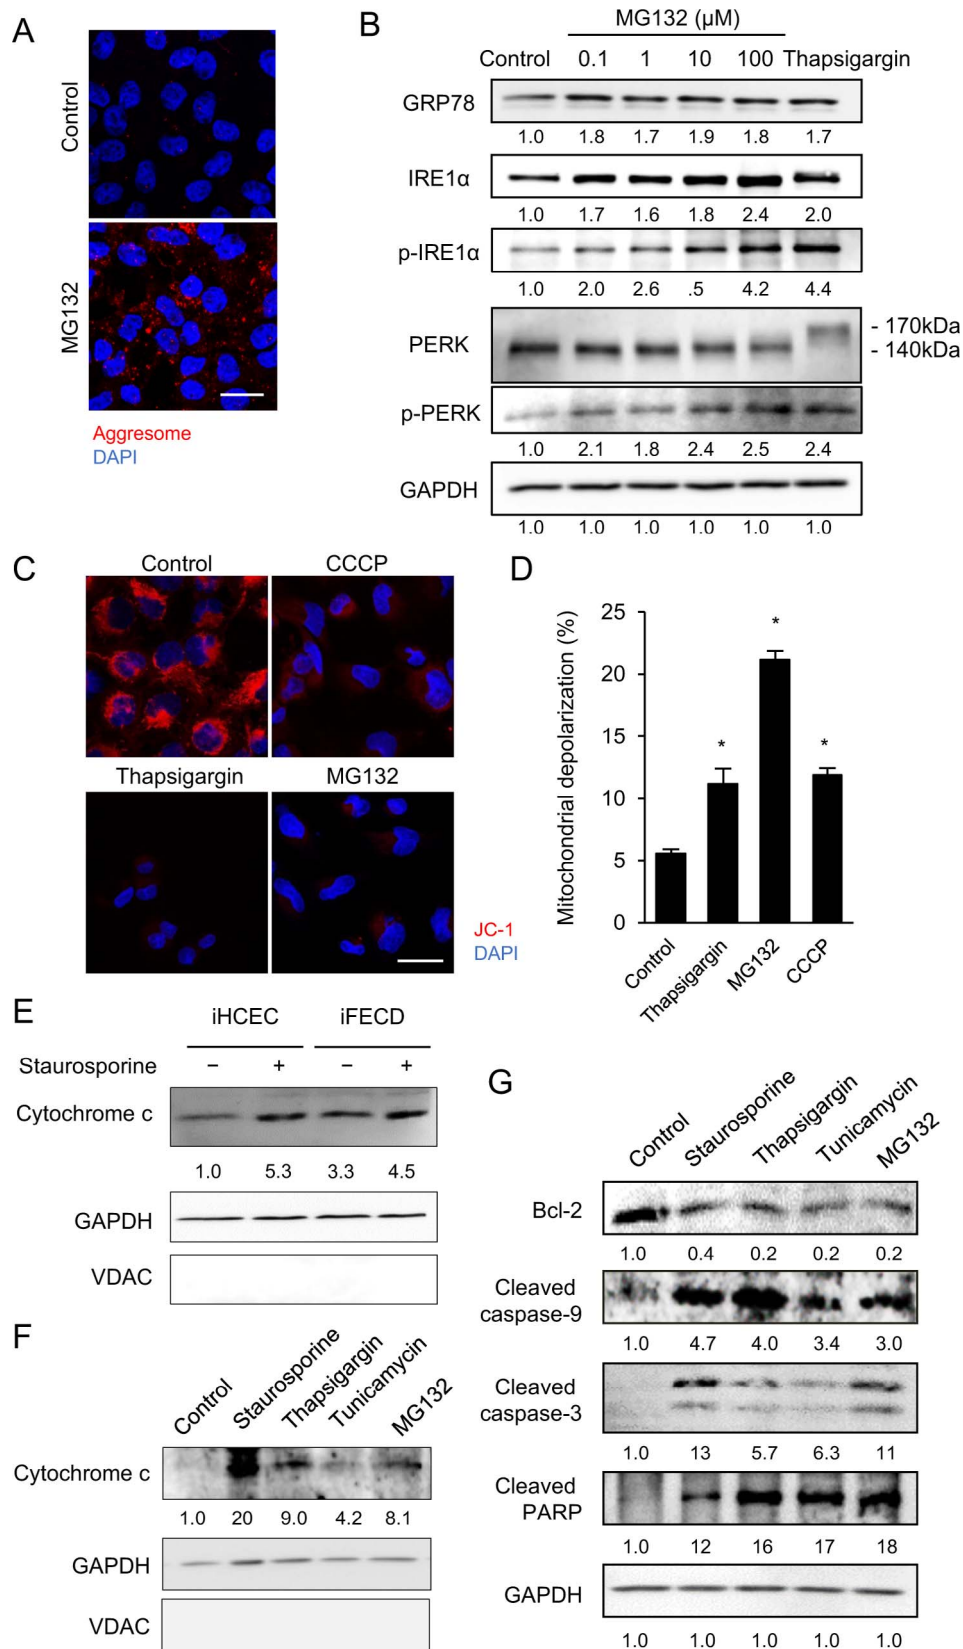 A
Control
MG132
Aggresome
DAPI
B
MG132 (μM)
Control 0.1 1 10 100 Thapsigargin
GRP78
1.0 1.8 1.7 1.9 1.8 1.7
IRE1α
1.0 1.7 1.6 1.8 2.4 2.0
p-IRE1α
1.0 2.0 2.6 .5 4.2 4.4
PERK
- 170kDa
- 140kDa
p-PERK
1.0 2.1 1.8 2.4 2.5 2.4
GAPDH
1.0 1.0 1.0 1.0 1.0 1.0
C
Control CCCP
Thapsigargin MG132
JC-1
DAPI
D
Mitochondrial depolarization (%)
25
20
15
10
5
0
* * *
Control Thapsigargin MG132 CCCP
E
iHCEC iFECD
Staurosporine − + − +
Cytochrome c
1.0 5.3 3.3 4.5
GAPDH
VDAC
F
Control Staurosporine Thapsigargin Tunicamycin MG132
Cytochrome c
1.0 20 9.0 4.2 8.1
GAPDH
VDAC
G
Control Staurosporine Thapsigargin Tunicamycin MG132
Bcl-2
1.0 0.4 0.2 0.2 0.2
Cleaved
caspase-9
1.0 4.7 4.0 3.4 3.0
Cleaved
caspase-3
1.0 13 5.7 6.3 11
Cleaved
PARP
1.0 12 16 17 18
GAPDH
1.0 1.0 1.0 1.0 1.0